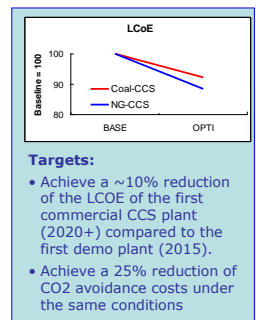 LCoE
Baseline = 100
100
90
80
Coal-CCS
NG-CCS
BASE OPTI
Targets:
• Achieve a ~10% reduction
of the LCOE of the first
commercial CCS plant
(2020+) compared to the
first demo plant (2015).
• Achieve a 25% reduction of
CO2 avoidance costs under
the same conditions